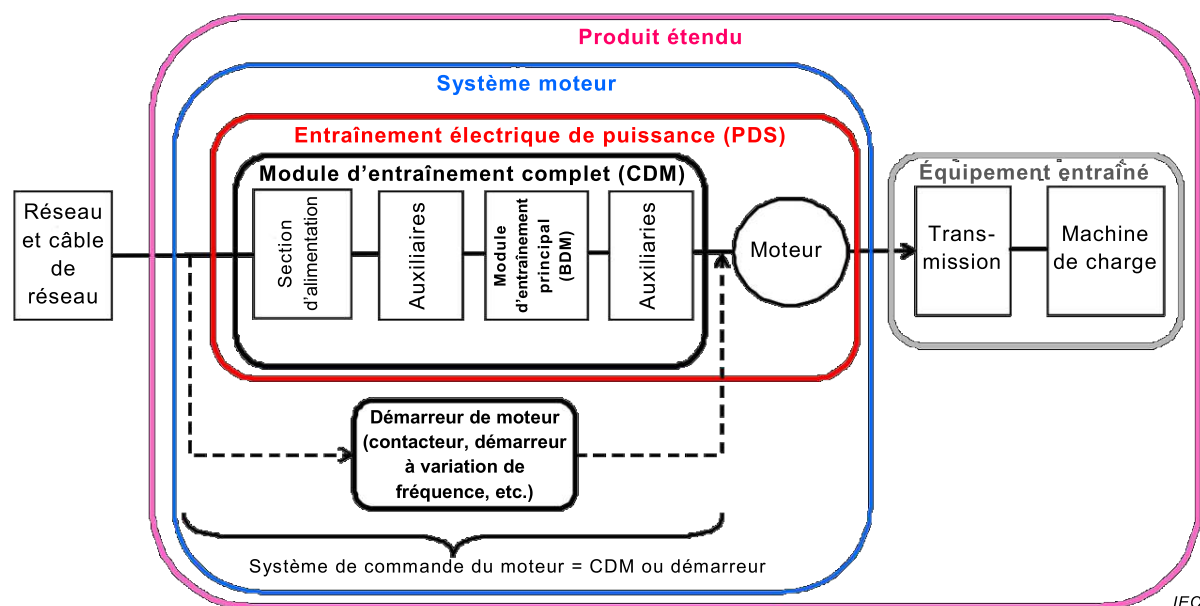 Produit étendu
Système moteur
Entraînement électrique de puissance (PDS)
Module d'entraînement complet (CDM)
Équipement entraîné
Réseau
et câble
de
réseau
Section
d'alimentation
Auxiliaires
Module
d'entraînement
principal
(BDM)
Auxiliaries
Moteur
Trans-
mission
Machine
de charge
Démarreur de moteur
(contacteur, démarreur
à variation de
fréquence, etc.)
Système de commande du moteur = CDM ou démarreur
IEC